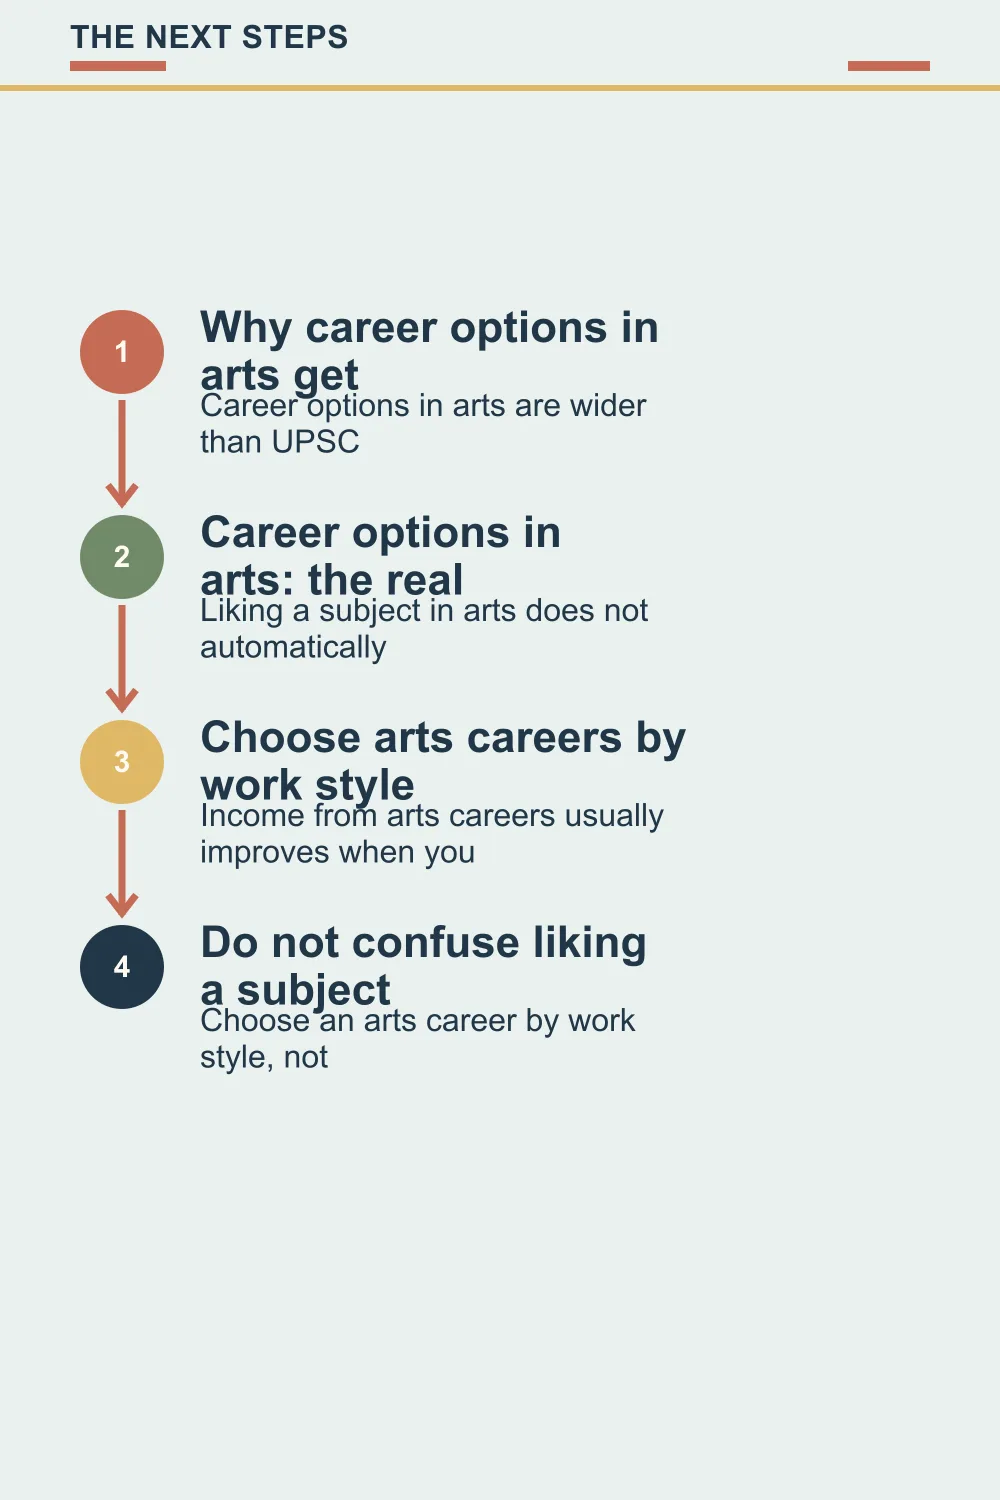 THE NEXT STEPS
1
Why career options in
arts get
Career options in arts are wider
than UPSC
2
Career options in
arts: the real
Liking a subject in arts does not
automatically
3
Choose arts careers by
work style
Income from arts careers usually
improves when you
4
Do not confuse liking
a subject
Choose an arts career by work
style, not